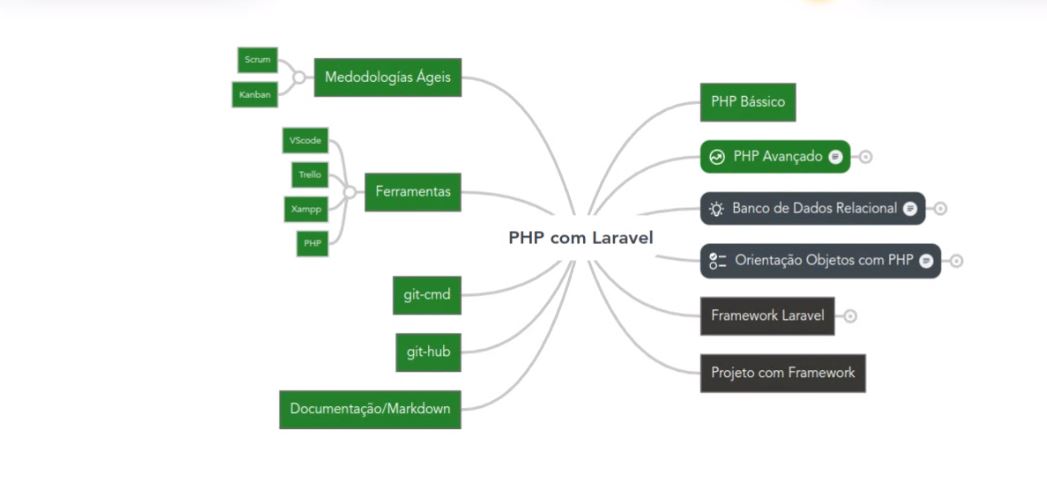 Scrum
Kanban
Medodologías Ágeis
VScode
Trello
Xampp
PHP
Ferramentas
git-cmd
git-hub
Documentação/Markdown
PHP com Laravel
PHP Bássico
PHP Avançado
Banco de Dados Relacional
Orientação Objetos com PHP
Framework Laravel
Projeto com Framework